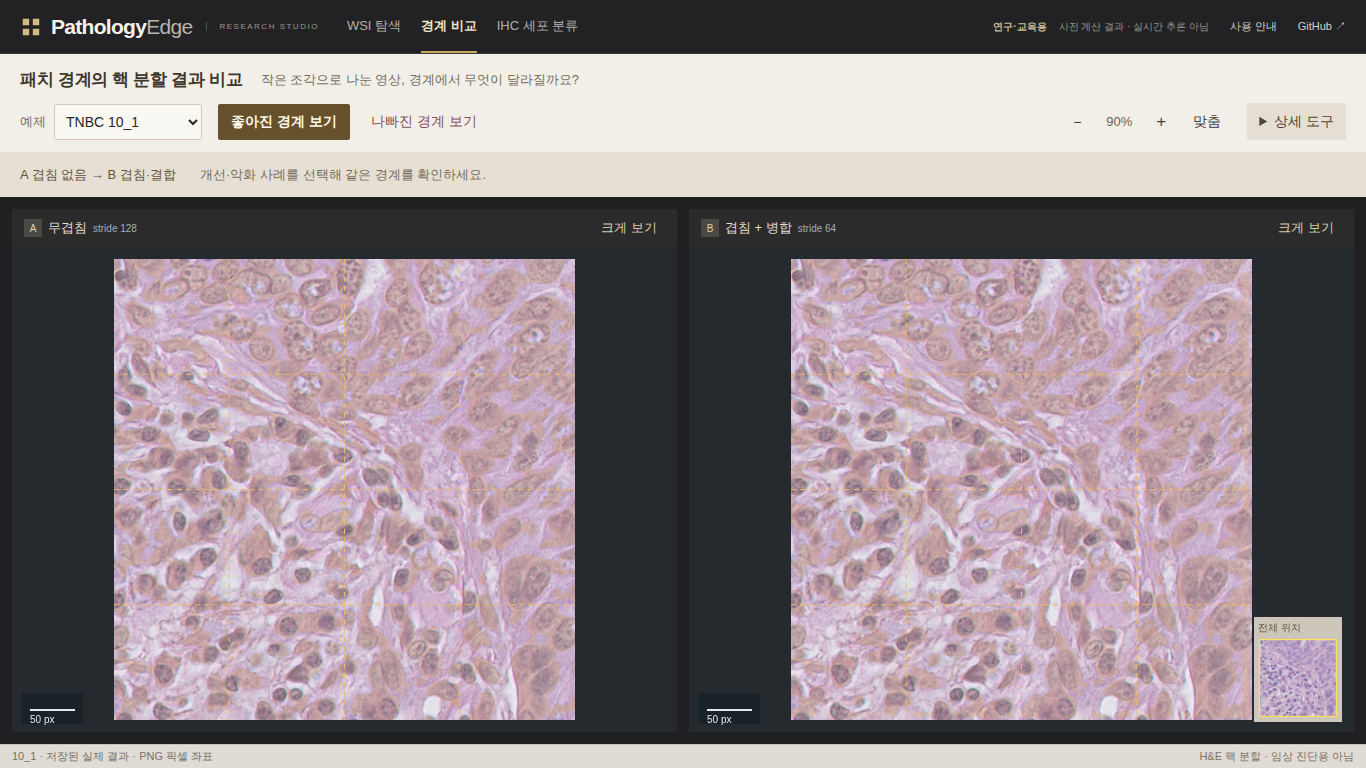 PathologyEdge RESEARCH STUDIO WSI 탐색 경계 비교 IHC 세포 분류 연구·교육용 사전 계산 결과 · 실시간 추론 아님 사용 안내 GitHub ↗
패치 경계의 핵 분할 결과 비교 작은 조각으로 나눈 영상, 경계에서 무엇이 달라질까요?
예제 TNBC 10_1 좋아진 경계 보기 나빠진 경계 보기 − 90% + 맞춤 ▶ 상세 도구
A 겹침 없음 → B 겹침·결합 개선·악화 사례를 선택해 같은 경계를 확인하세요.
A 무겹침 stride 128 크게 보기
B 겹침 + 병합 stride 64 크게 보기
전체 위치
50 px
50 px
10_1 · 저장된 실제 결과 · PNG 픽셀 좌표 H&E 핵 분할 · 임상 진단용 아님